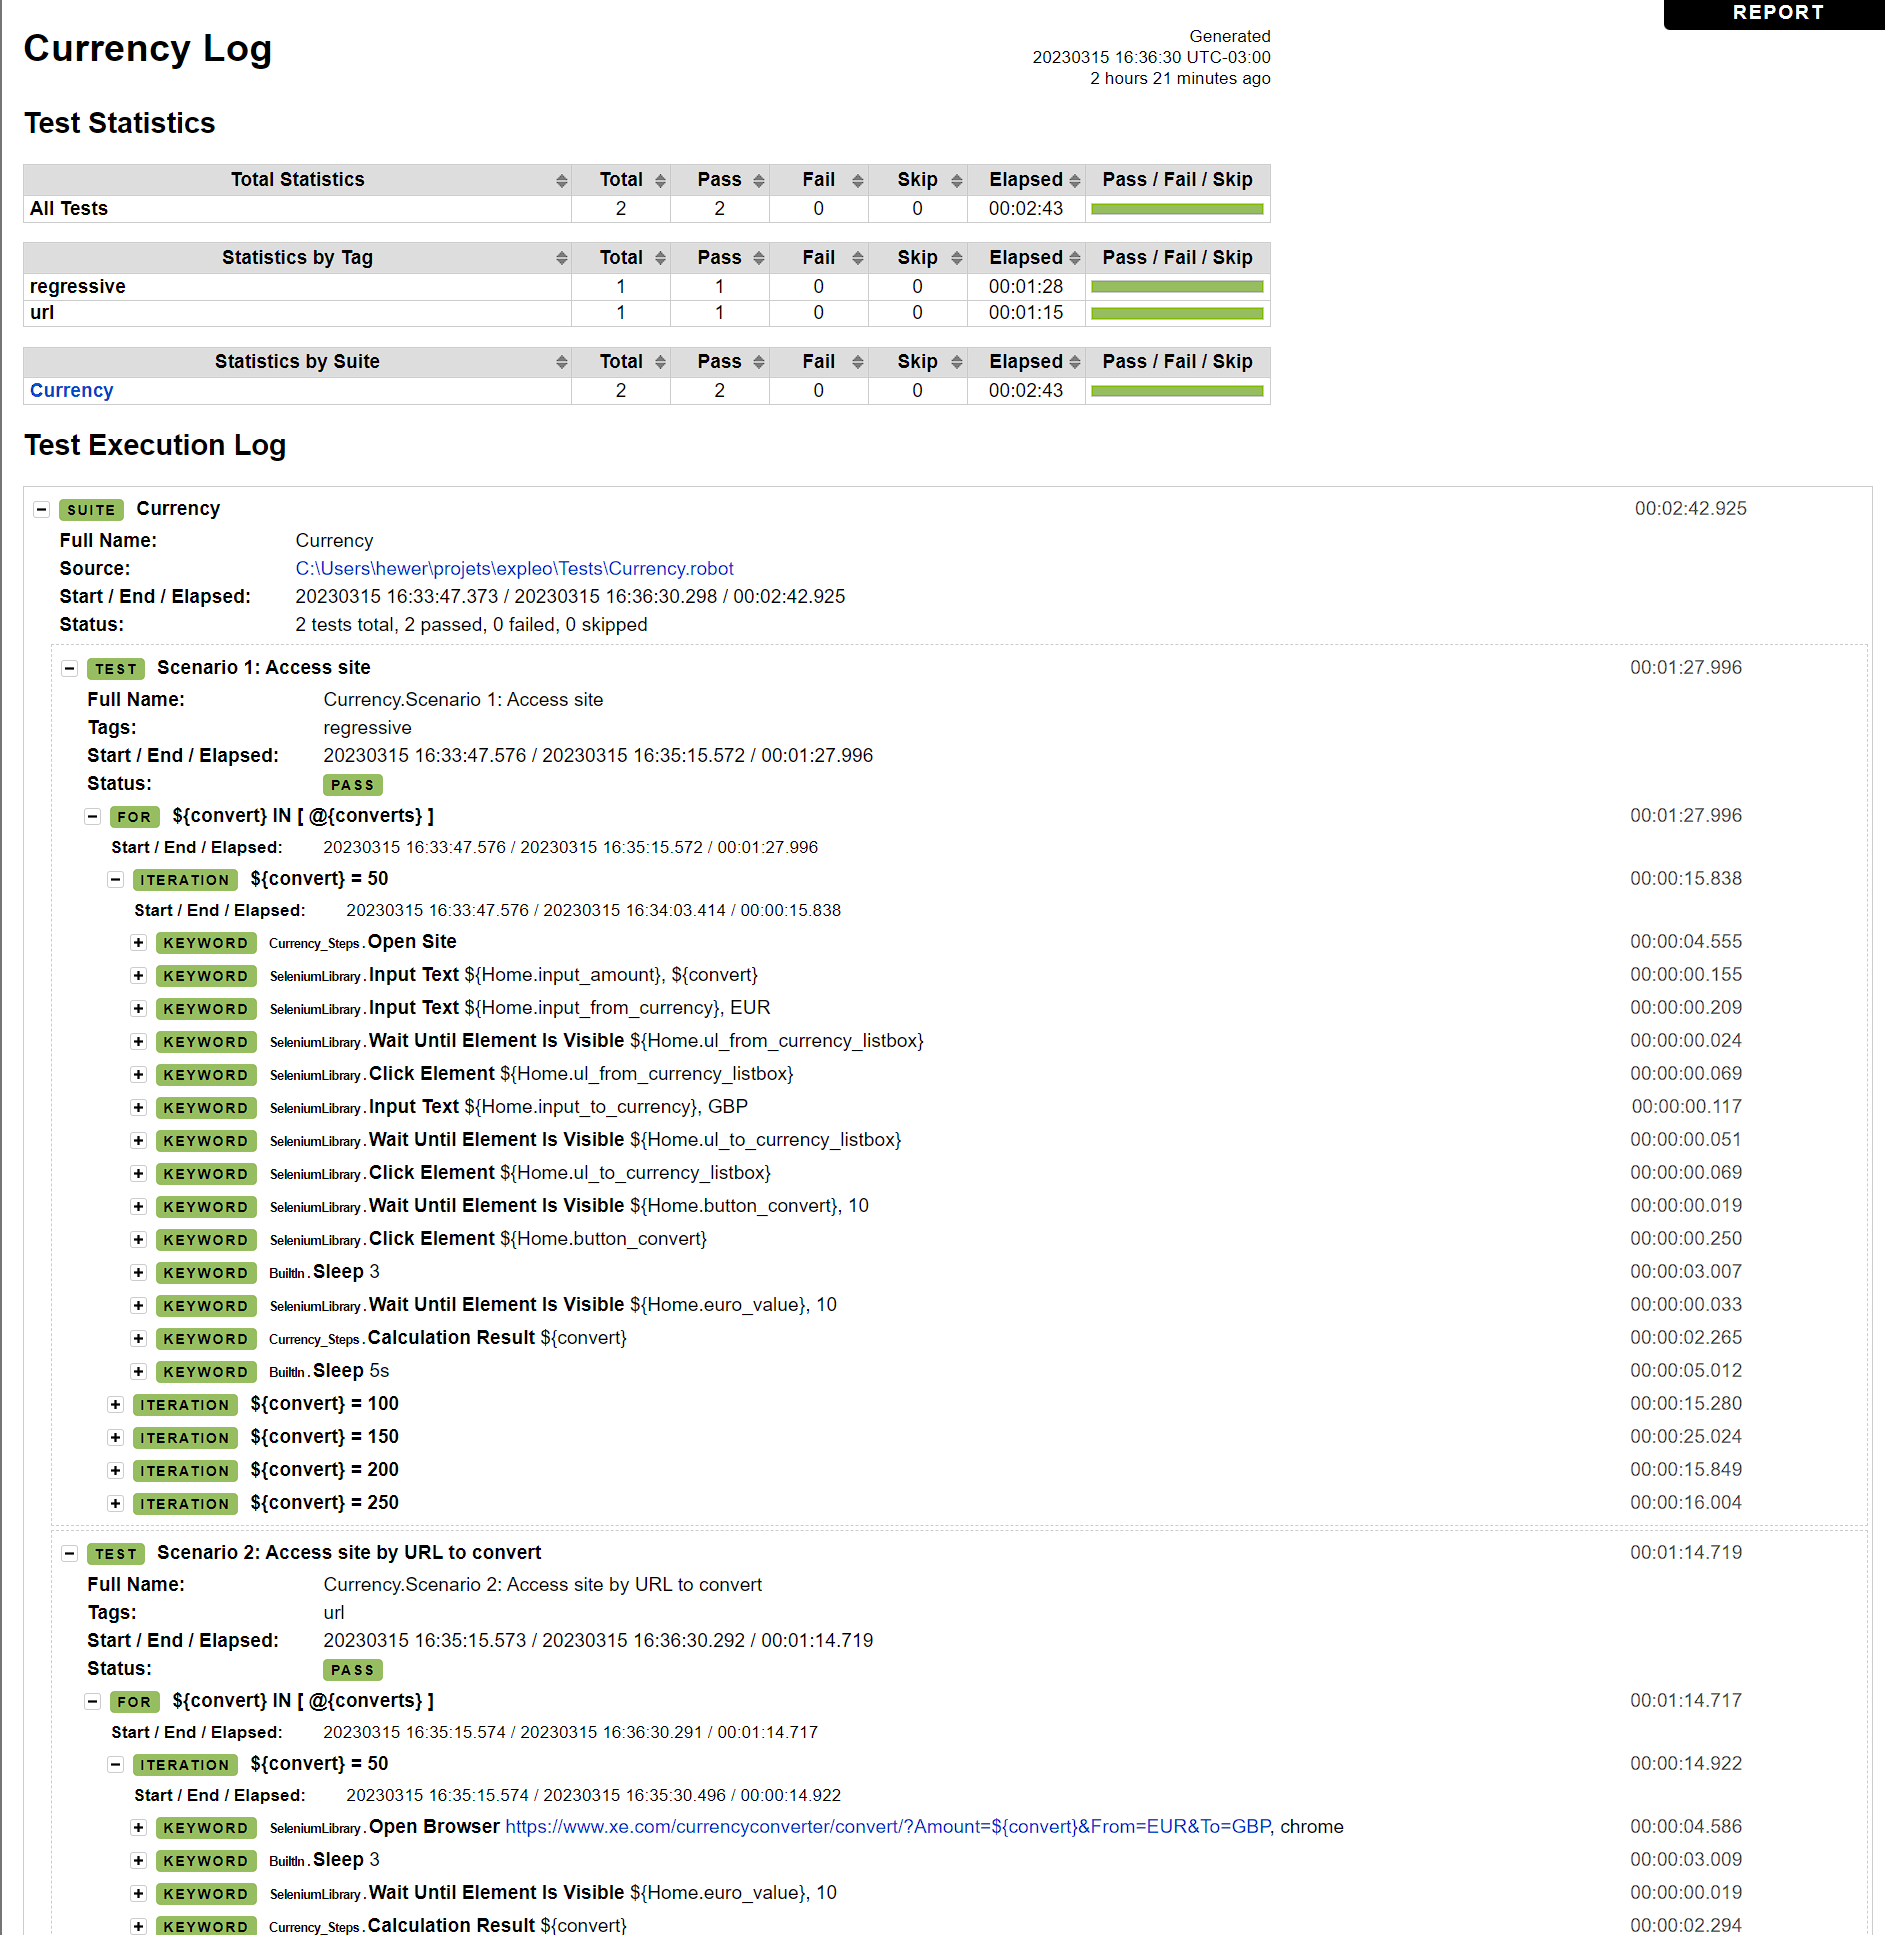 REPORT
Currency Log
Generated
20230315 16:36:30 UTC-03:00
2 hours 21 minutes ago
Test Statistics
Total Statistics Total Pass Fail Skip Elapsed Pass / Fail / Skip
All Tests 2 2 0 0 00:02:43
Statistics by Tag Total Pass Fail Skip Elapsed Pass / Fail / Skip
regressive 1 1 0 0 00:01:28
url 1 1 0 0 00:01:15
Statistics by Suite Total Pass Fail Skip Elapsed Pass / Fail / Skip
Currency 2 2 0 0 00:02:43
Test Execution Log
SUITE Currency 00:02:42.925
Full Name: Currency
Source: C:\Users\hewer\projets\expleo\Tests\Currency.robot
Start / End / Elapsed: 20230315 16:33:47.373 / 20230315 16:36:30.298 / 00:02:42.925
Status: 2 tests total, 2 passed, 0 failed, 0 skipped
TEST Scenario 1: Access site 00:01:27.996
Full Name: Currency.Scenario 1: Access site
Tags: regressive
Start / End / Elapsed: 20230315 16:33:47.576 / 20230315 16:35:15.572 / 00:01:27.996
Status: PASS
FOR ${convert} IN [ @{converts} ] 00:01:27.996
Start / End / Elapsed: 20230315 16:33:47.576 / 20230315 16:35:15.572 / 00:01:27.996
ITERATION ${convert} = 50 00:00:15.838
Start / End / Elapsed: 20230315 16:33:47.576 / 20230315 16:34:03.414 / 00:00:15.838
KEYWORD Currency_Steps.Open Site 00:00:04.555
KEYWORD SeleniumLibrary.Input Text ${Home.input_amount}, ${convert} 00:00:00.155
KEYWORD SeleniumLibrary.Input Text ${Home.input_from_currency}, EUR 00:00:00.209
KEYWORD SeleniumLibrary.Wait Until Element Is Visible ${Home.ul_from_currency_listbox} 00:00:00.024
KEYWORD SeleniumLibrary.Click Element ${Home.ul_from_currency_listbox} 00:00:00.069
KEYWORD SeleniumLibrary.Input Text ${Home.input_to_currency}, GBP 00:00:00.117
KEYWORD SeleniumLibrary.Wait Until Element Is Visible ${Home.ul_to_currency_listbox} 00:00:00.051
KEYWORD SeleniumLibrary.Click Element ${Home.ul_to_currency_listbox} 00:00:00.069
KEYWORD SeleniumLibrary.Wait Until Element Is Visible ${Home.button_convert}, 10 00:00:00.019
KEYWORD SeleniumLibrary.Click Element ${Home.button_convert} 00:00:00.250
KEYWORD BuiltIn.Sleep 3 00:00:03.007
KEYWORD SeleniumLibrary.Wait Until Element Is Visible ${Home.euro_value}, 10 00:00:00.033
KEYWORD Currency_Steps.Calculation Result ${convert} 00:00:02.265
KEYWORD BuiltIn.Sleep 5s 00:00:05.012
ITERATION ${convert} = 100 00:00:15.280
ITERATION ${convert} = 150 00:00:25.024
ITERATION ${convert} = 200 00:00:15.849
ITERATION ${convert} = 250 00:00:16.004
TEST Scenario 2: Access site by URL to convert 00:01:14.719
Full Name: Currency.Scenario 2: Access site by URL to convert
Tags: url
Start / End / Elapsed: 20230315 16:35:15.573 / 20230315 16:36:30.292 / 00:01:14.719
Status: PASS
FOR ${convert} IN [ @{converts} ] 00:01:14.717
Start / End / Elapsed: 20230315 16:35:15.574 / 20230315 16:36:30.291 / 00:01:14.717
ITERATION ${convert} = 50 00:00:14.922
Start / End / Elapsed: 20230315 16:35:15.574 / 20230315 16:35:30.496 / 00:00:14.922
KEYWORD SeleniumLibrary.Open Browser https://www.xe.com/currencyconverter/convert/?Amount=${convert}&From=EUR&To=GBP, chrome 00:00:04.586
KEYWORD BuiltIn.Sleep 3 00:00:03.009
KEYWORD SeleniumLibrary.Wait Until Element Is Visible ${Home.euro_value}, 10 00:00:00.019
KEYWORD Currency_Steps.Calculation Result ${convert} 00:00:02.294